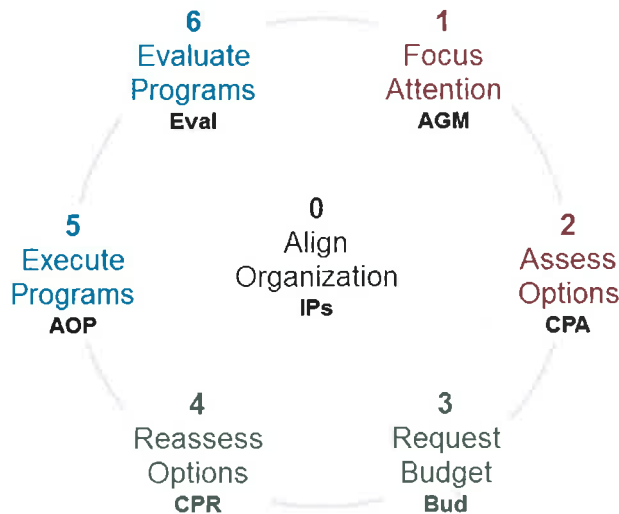 6
Evaluate
Programs
Eval
1
Focus
Attention
AGM
0
Align
Organization
IPs
5
Execute
Programs
AOP
2
Assess
Options
CPA
4
Reassess
Options
CPR
3
Request
Budget
Bud